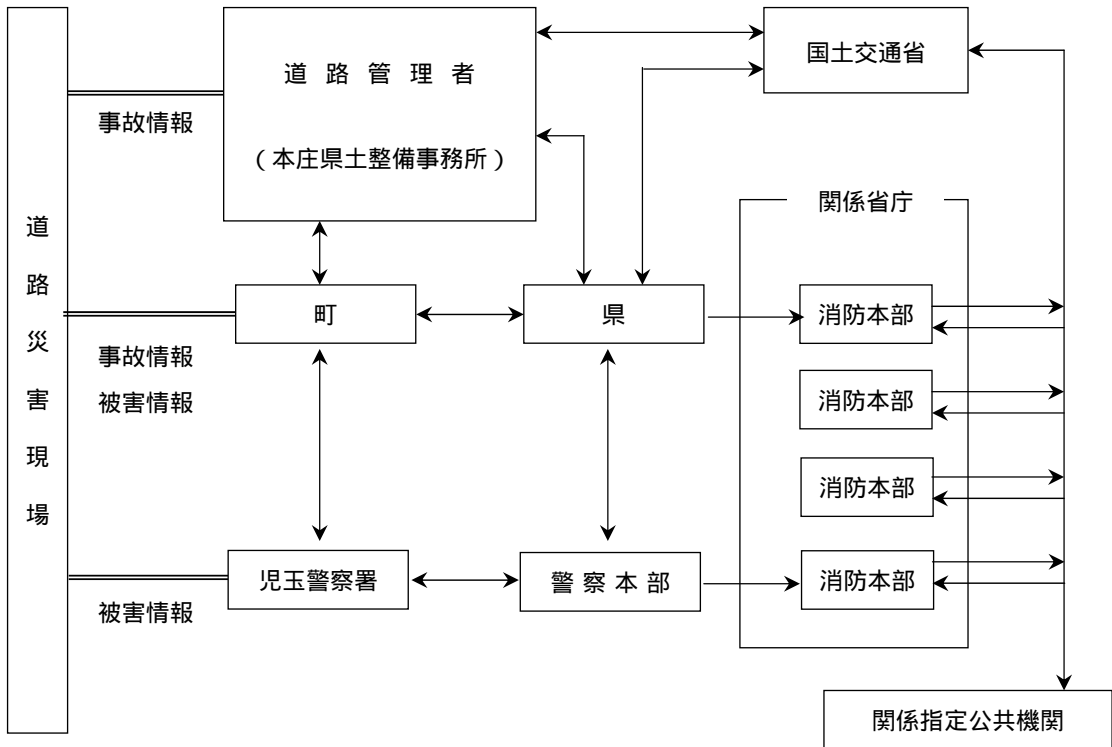 道路災害現場
道路管理者
（本庄県土整備事務所）
国土交通省
事故情報
関係省庁
町
県
消防本部
事故情報
被害情報
消防本部
消防本部
児玉警察署
警察本部
消防本部
被害情報
関係指定公共機関